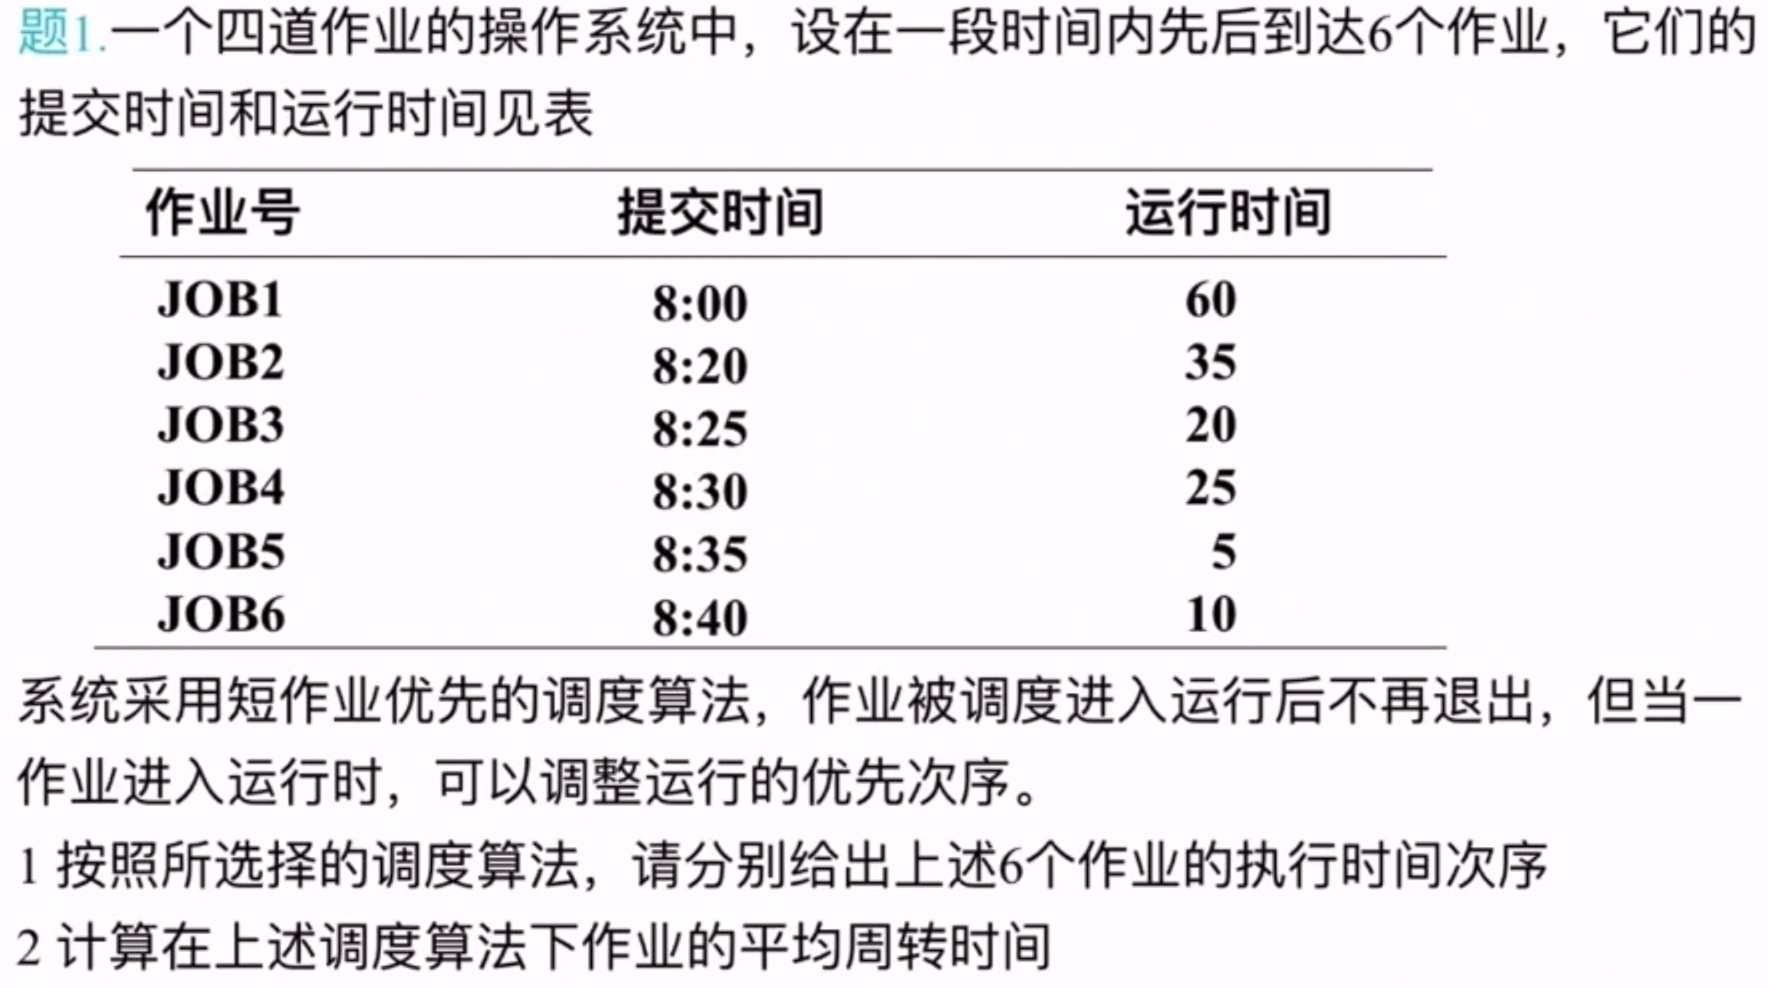 题1.一个四道作业的操作系统中，设在一段时间内先后到达6个作业，它们的
提交时间和运行时间见表
作业号 提交时间 运行时间
JOB1 8:00 60
JOB2 8:20 35
JOB3 8:25 20
JOB4 8:30 25
JOB5 8:35 5
JOB6 8:40 10
系统采用短作业优先的调度算法，作业被调度进入运行后不再退出，但当一
作业进入运行时，可以调整运行的优先次序。
1 按照所选择的调度算法，请分别给出上述6个作业的执行时间次序
2 计算在上述调度算法下作业的平均周转时间